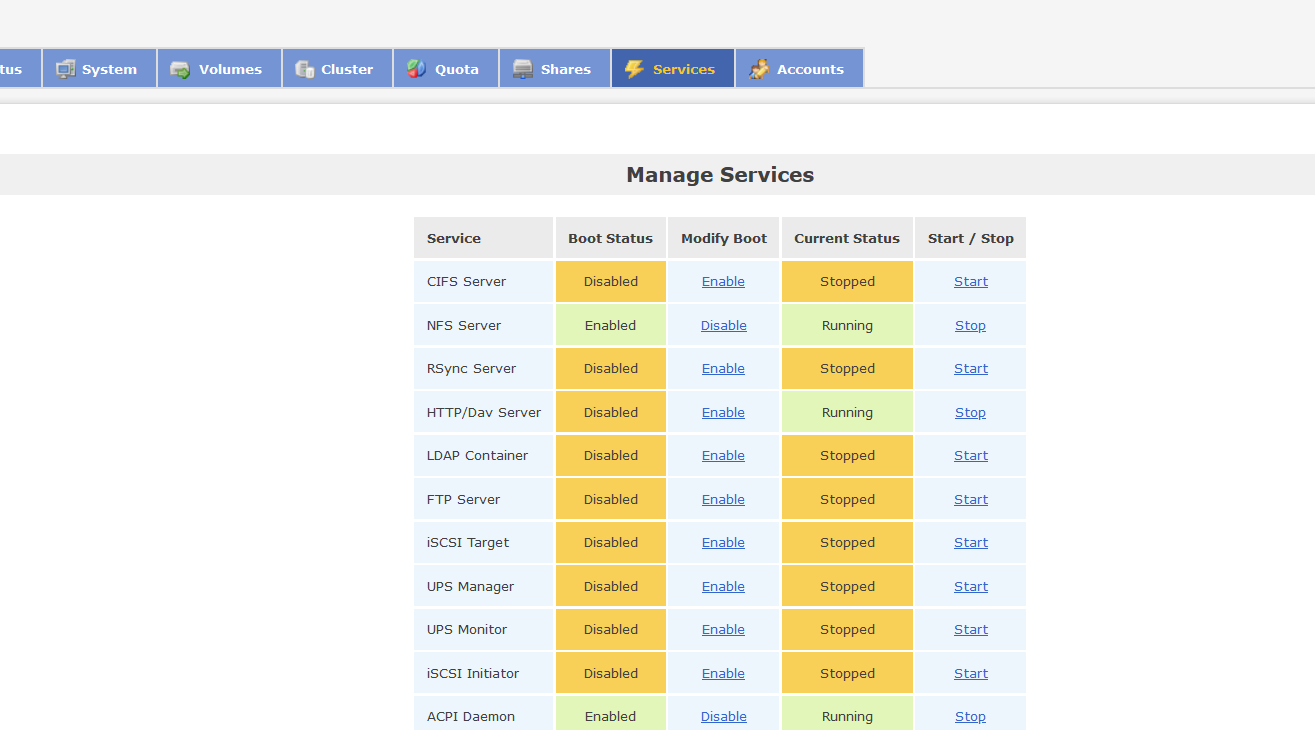 tus System Volumes Cluster Quota Shares Services Accounts
Manage Services
Service Boot Status Modify Boot Current Status Start / Stop
CIFS Server Disabled Enable Stopped Start
NFS Server Enabled Disable Running Stop
RSync Server Disabled Enable Stopped Start
HTTP/Dav Server Disabled Enable Running Stop
LDAP Container Disabled Enable Stopped Start
FTP Server Disabled Enable Stopped Start
iSCSI Target Disabled Enable Stopped Start
UPS Manager Disabled Enable Stopped Start
UPS Monitor Disabled Enable Stopped Start
iSCSI Initiator Disabled Enable Stopped Start
ACPI Daemon Enabled Disable Running Stop